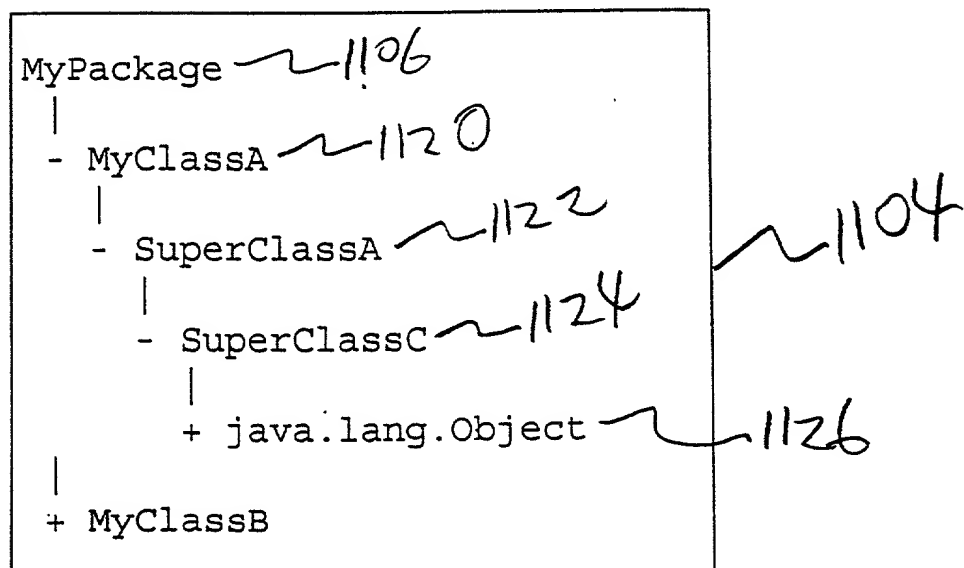 MyPackage 1106
|
- MyClassA 1120
|
- SuperClassA 1122
|
- SuperClassC 1124
|
+ java.lang.Object 1126
|
+ MyClassB
1104